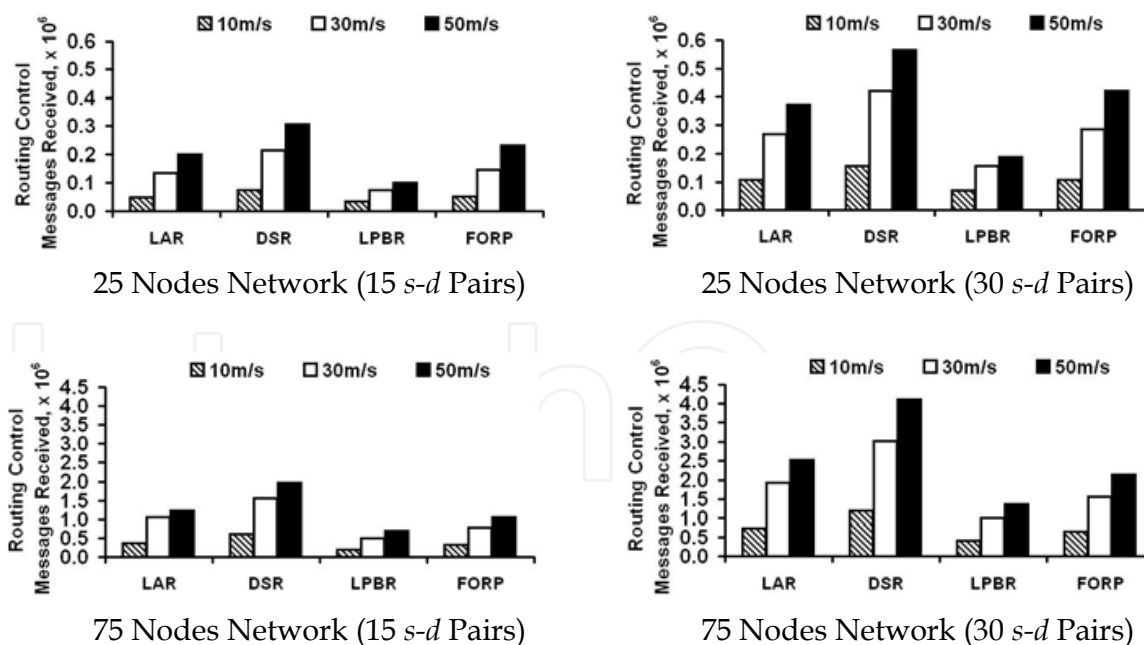 10m/s 30m/s 50m/s
Routing Control
Messages Received, x 10⁶
0.6
0.5
0.4
0.3
0.2
0.1
0.0
LAR DSR LPBR FORP
25 Nodes Network (15 s-d Pairs)
10m/s 30m/s 50m/s
Routing Control
Messages Received, x 10⁶
0.6
0.5
0.4
0.3
0.2
0.1
0.0
LAR DSR LPBR FORP
25 Nodes Network (30 s-d Pairs)
10m/s 30m/s 50m/s
Routing Control
Messages Received, x 10⁶
4.5
4.0
3.5
3.0
2.5
2.0
1.5
1.0
0.5
0.0
LAR DSR LPBR FORP
75 Nodes Network (15 s-d Pairs)
10m/s 30m/s 50m/s
Routing Control
Messages Received, x 10⁶
4.5
4.0
3.5
3.0
2.5
2.0
1.5
1.0
0.5
0.0
LAR DSR LPBR FORP
75 Nodes Network (30 s-d Pairs)